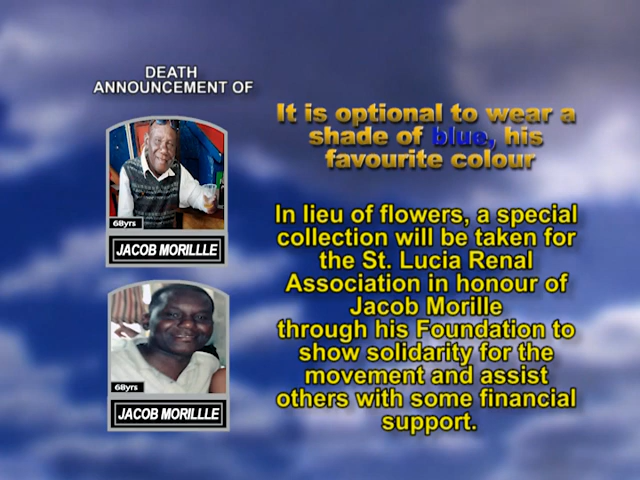 DEATH
ANNOUNCEMENT OF
68yrs
JACOB MORILLLE
68yrs
JACOB MORILLLE
It is optional to wear a
shade of blue, his
favourite colour
In lieu of flowers, a special
collection will be taken for
the St. Lucia Renal
Association in honour of
Jacob Morille
through his Foundation to
show solidarity for the
movement and assist
others with some financial
support.